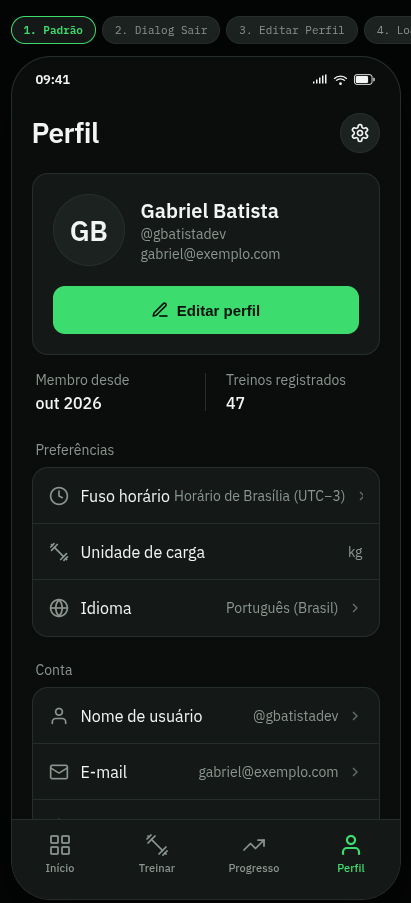 1. Padrão
2. Dialog Sair
3. Editar Perfil
4. Lo
09:41
Perfil
GB
Gabriel Batista
@gbatistadev
gabriel@exemplo.com
Editar perfil
Membro desde
out 2026
Treinos registrados
47
Preferências
Fuso horário Horário de Brasília (UTC−3)
Unidade de carga kg
Idioma Português (Brasil)
Conta
Nome de usuário @gbatistadev
E-mail gabriel@exemplo.com
Início
Treinar
Progresso
Perfil